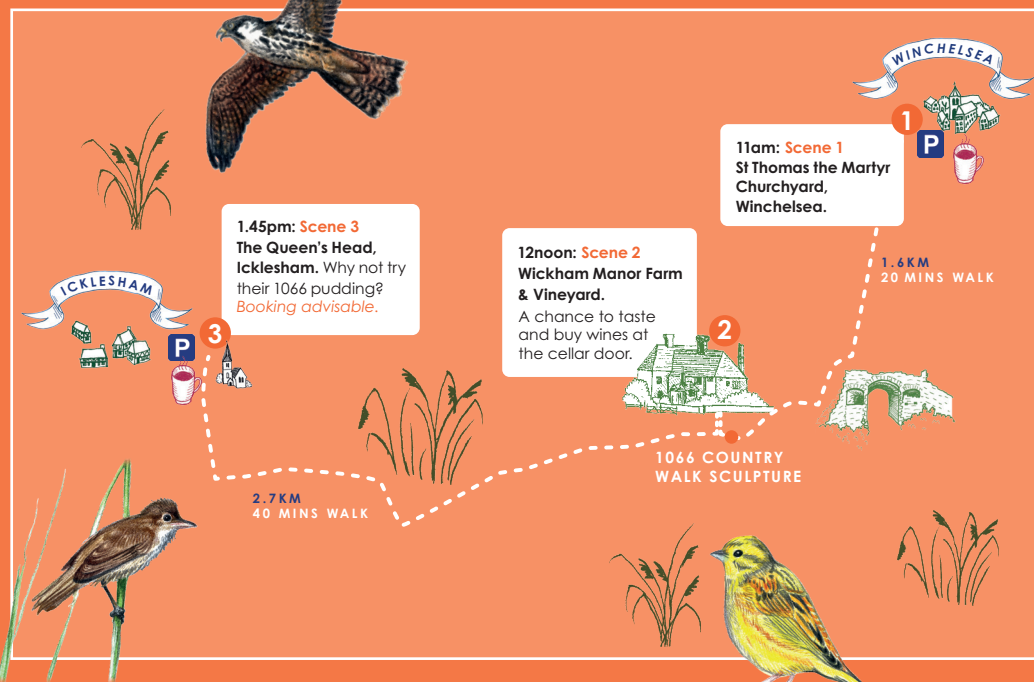 WINCHELSEA
1
P
11am: Scene 1
St Thomas the Martyr
Churchyard,
Winchelsea.
1.6KM
20 MINS WALK
12noon: Scene 2
Wickham Manor Farm
& Vineyard.
A chance to taste
and buy wines at
the cellar door.
2
1066 COUNTRY
WALK SCULPTURE
1.45pm: Scene 3
The Queen's Head,
Icklesham. Why not try
their 1066 pudding?
Booking advisable.
ICKLESHAM
P
3
2.7KM
40 MINS WALK